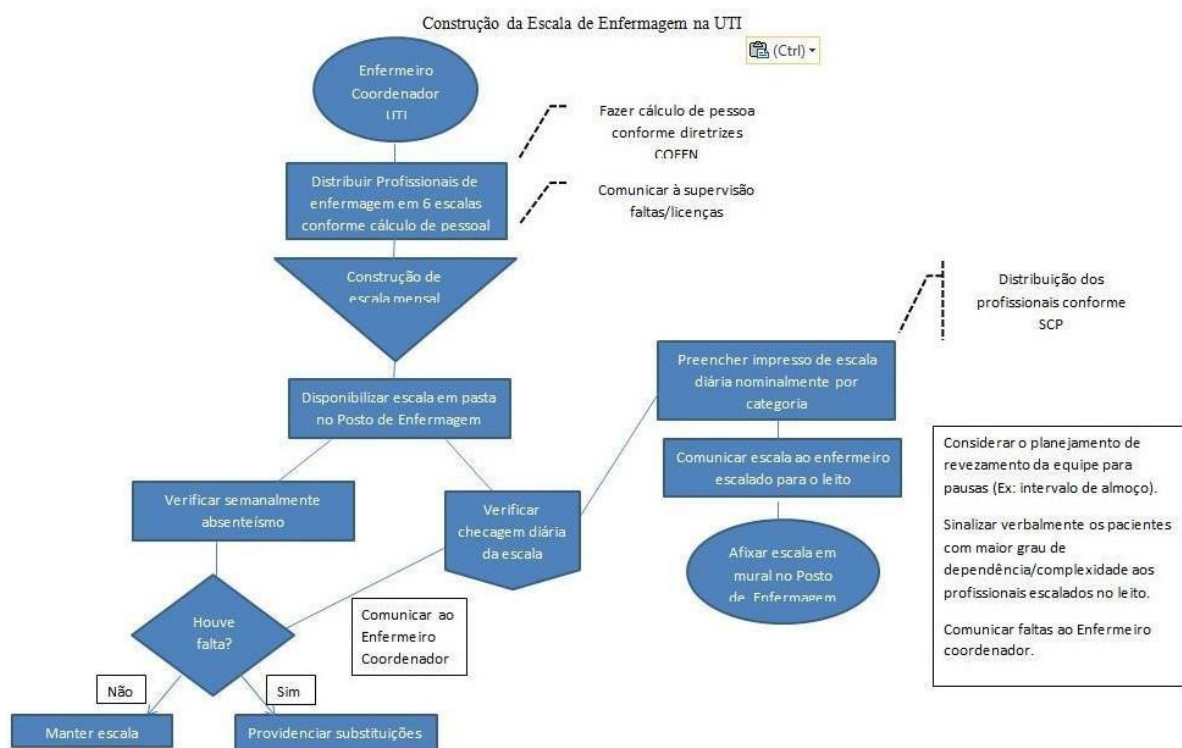 Construção da Escala de Enfermagem na UTI
(Ctrl)
Enfermeiro
Coordenador
UTI
Fazer cálculo de pessoa
conforme diretrizes
COFEN
Distribuir Profissionais de
enfermagem em 6 escalas
conforme cálculo de pessoal
Comunicar à supervisão
faltas/licenças
Construção de
escala mensal
Distribuição dos
profissionais conforme
SCP
Disponibilizar escala em pasta
no Posto de Enfermagem
Preencher impresso de escala
diária nominalmente por
categoria
Comunicar escala ao enfermeiro
escalado para o leito
Afixar escala em
mural no Posto
de Enfermagem
Considerar o planejamento de
revezamento da equipe para
pausas (Ex: intervalo de almoço).
Sinalizar verbalmente os pacientes
com maior grau de
dependência/complexidade aos
profissionais escalados no leito.
Comunicar faltas ao Enfermeiro
coordenador.
Verificar semanalmente
absenteísmo
Verificar
checagem diária
da escala
Houve
falta?
Comunicar ao
Enfermeiro
Coordenador
Não
Sim
Manter escala
Providenciar substituições